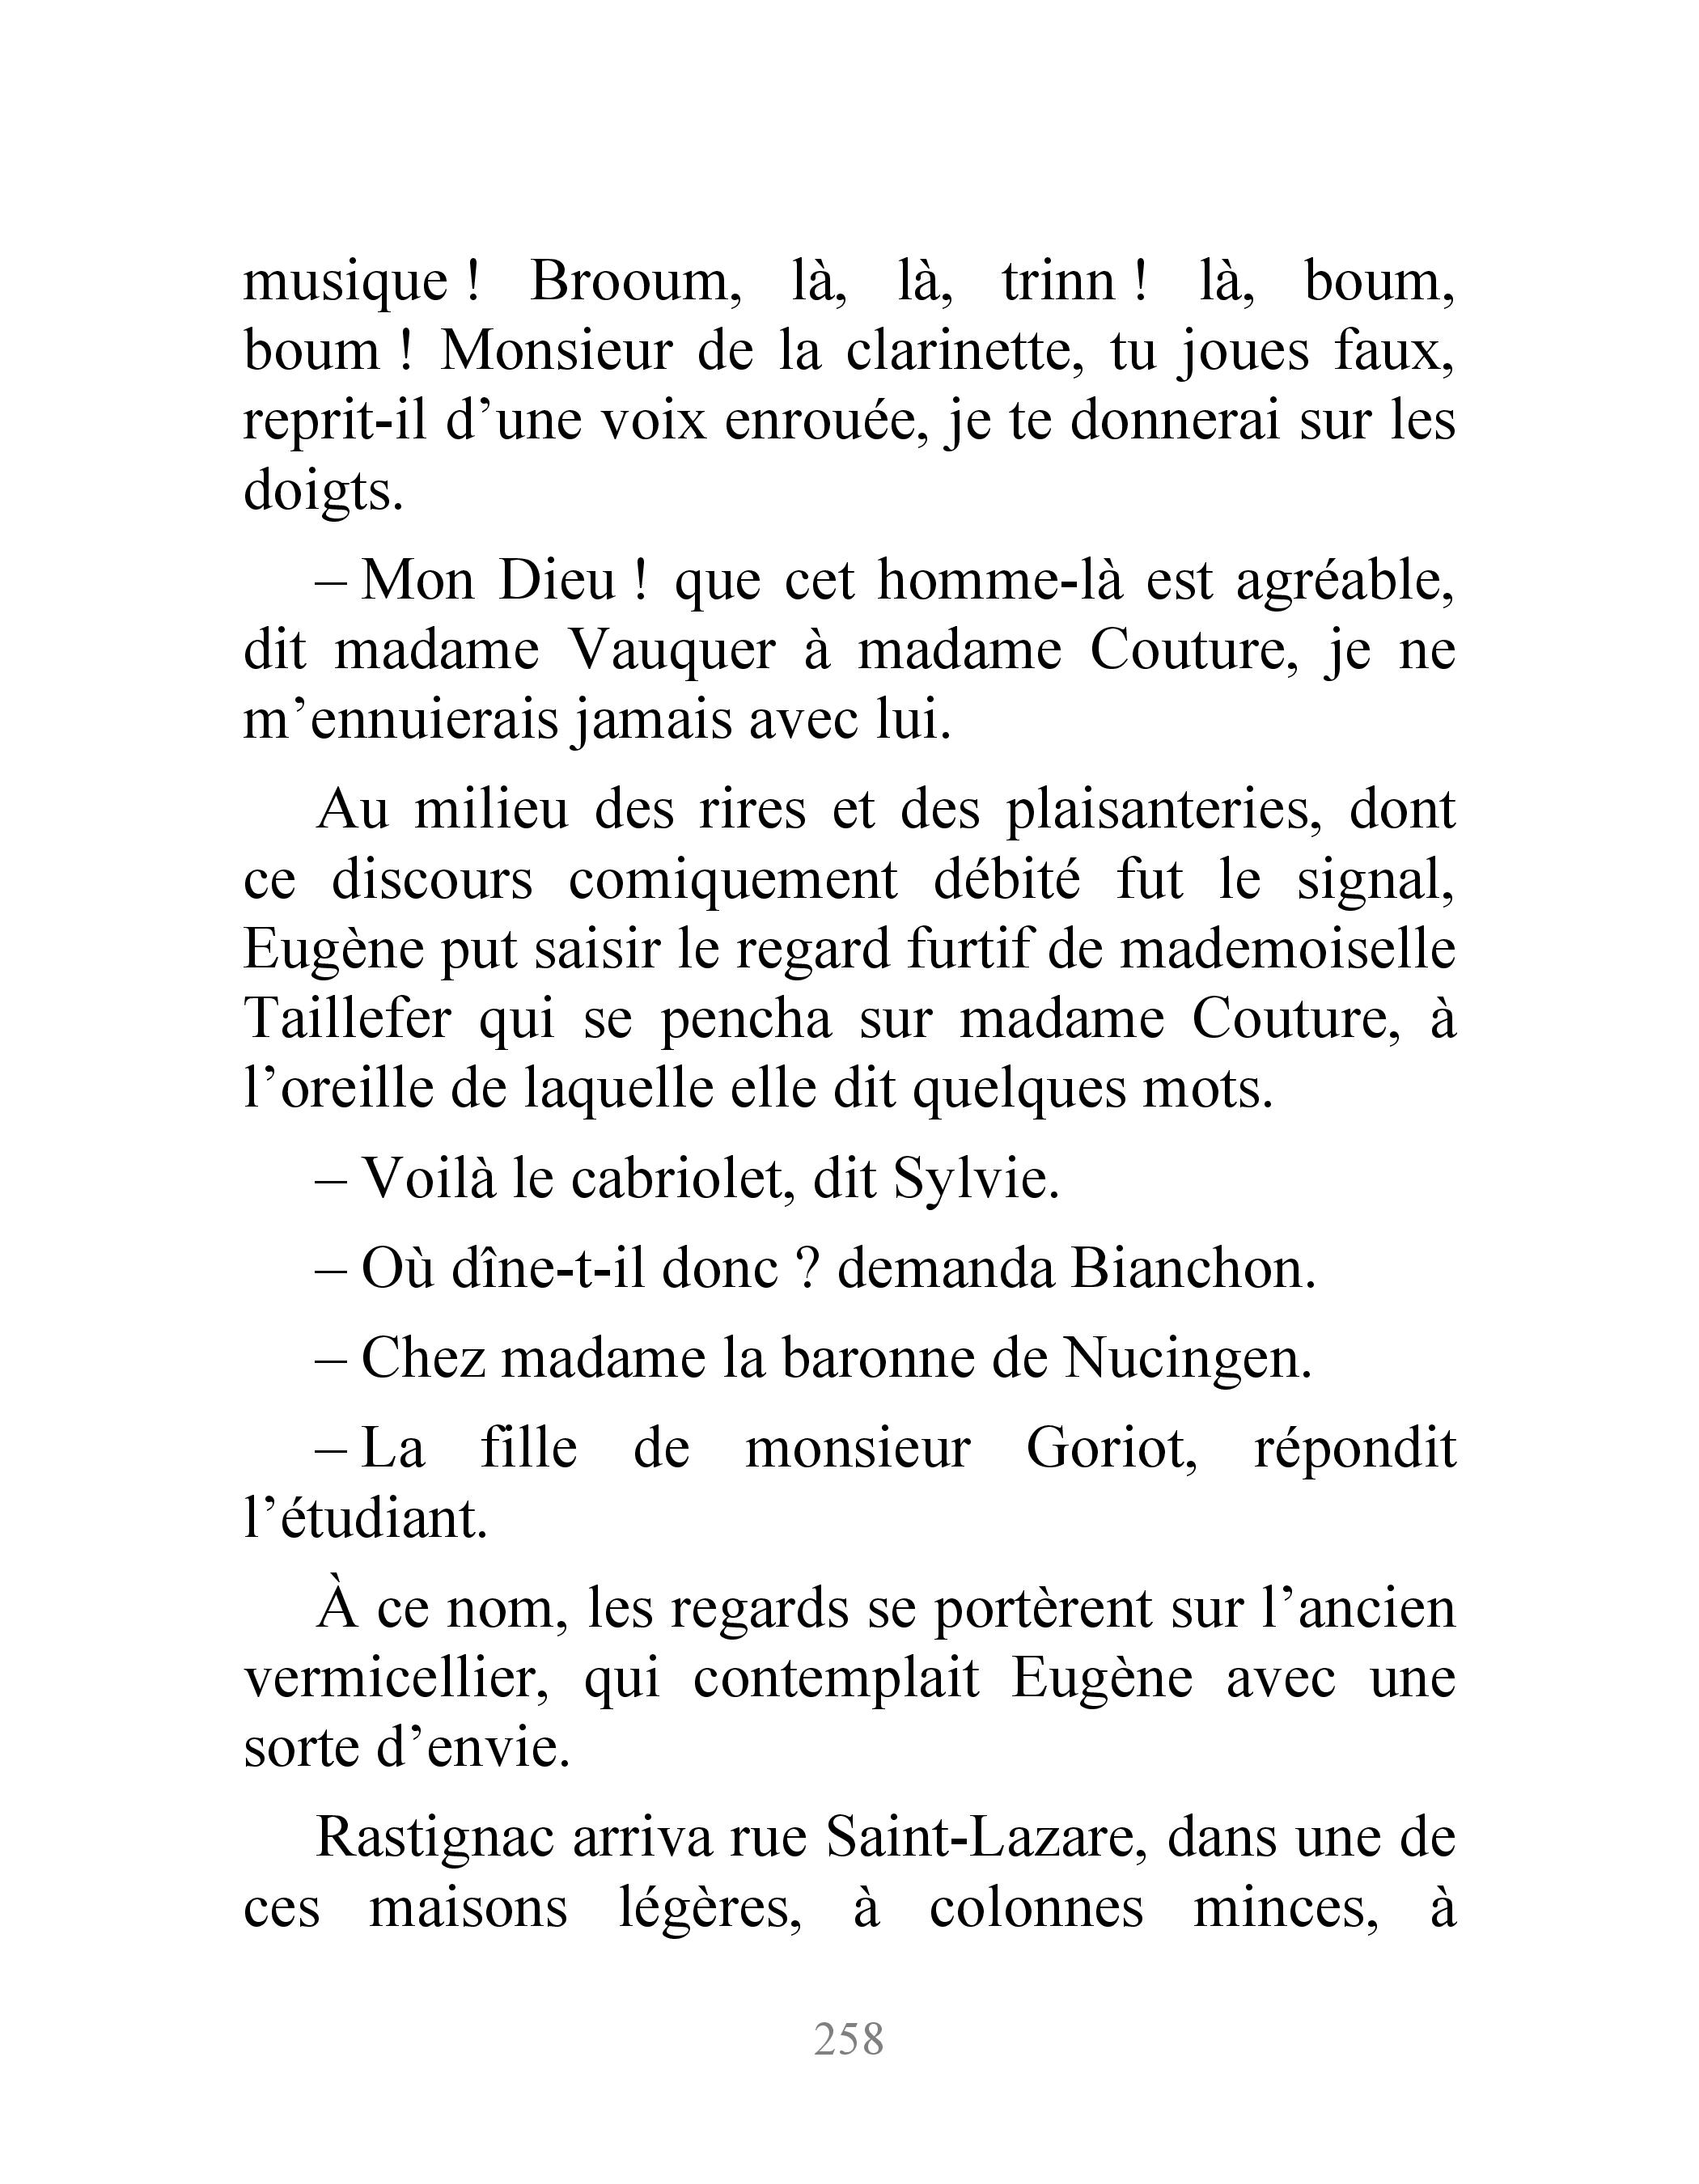 musique ! Brooum, là, là, trinn ! là, boum,
boum ! Monsieur de la clarinette, tu joues faux,
reprit-il d’une voix enrouée, je te donnerai sur les
doigts.
– Mon Dieu ! que cet homme-là est agréable,
dit madame Vauquer à madame Couture, je ne
m’ennuierais jamais avec lui.
Au milieu des rires et des plaisanteries, dont
ce discours comiquement débité fut le signal,
Eugène put saisir le regard furtif de mademoiselle
Taillefer qui se pencha sur madame Couture, à
l’oreille de laquelle elle dit quelques mots.
– Voilà le cabriolet, dit Sylvie.
– Où dîne-t-il donc ? demanda Bianchon.
– Chez madame la baronne de Nucingen.
– La fille de monsieur Goriot, répondit
l’étudiant.
À ce nom, les regards se portèrent sur l’ancien
vermicellier, qui contemplait Eugène avec une
sorte d’envie.
Rastignac arriva rue Saint-Lazare, dans une de
ces maisons légères, à colonnes minces, à
258